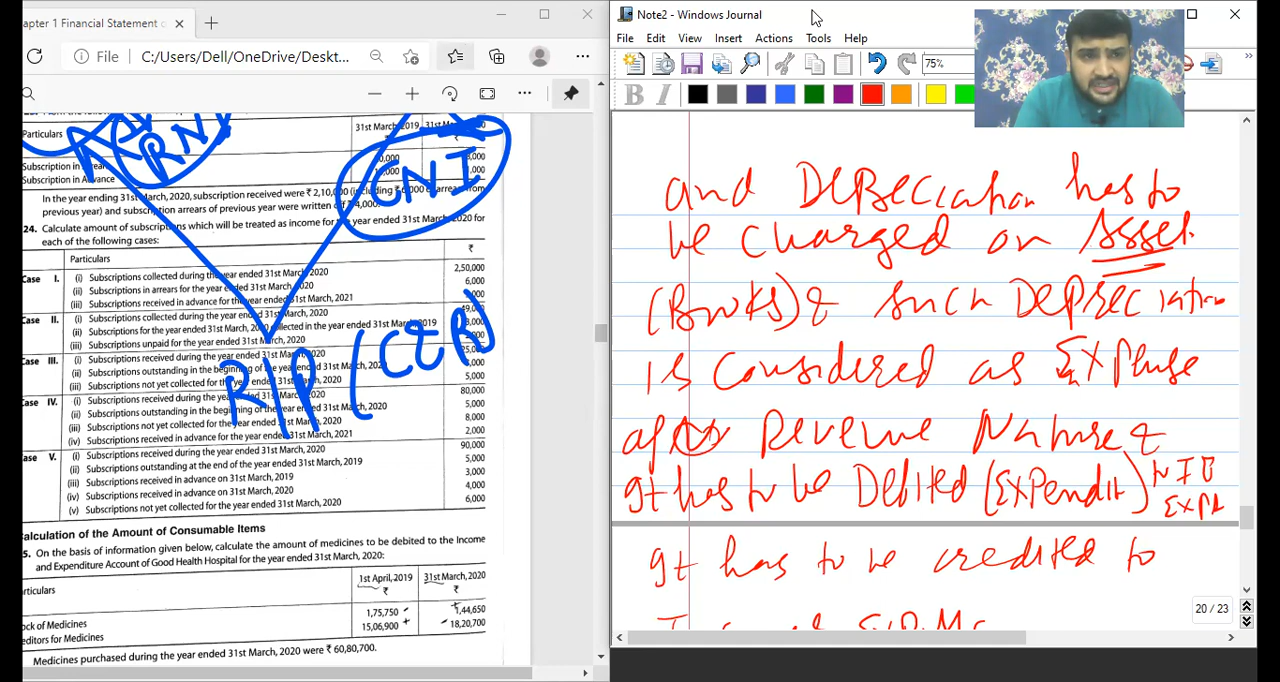 apter 1 Financial Statement o
File
C:/Users/Dell/OneDrive/Deskt...
Particulars
31st March, 2019
₹
Subscription in
Subscription in Advance
In the year ending 31st March, 2020, subscription received were ₹ 2,10,000 (including ₹ 6,000 of arrears from
previous year) and subscription arrears of previous year were written off ₹ 4,000.
24. Calculate amount of subscriptions which will be treated as income for the year ended 31st March, 2020 for
each of the following cases:
Particulars ₹
Case I. (i) Subscriptions collected during the year ended 31st March, 2020 2,50,000
(ii) Subscriptions in arrears for the year ended 31st March, 2020 6,000
(iii) Subscriptions received in advance for the year ended 31st March, 2021
Case II. (i) Subscriptions collected during the year ended 31st March, 2020
(ii) Subscriptions for the year ended 31st March, 2020 collected in the year ended 31st March, 2019
(iii) Subscriptions unpaid for the year ended 31st March, 2020
Case III. (i) Subscriptions received during the year ended 31st March, 2020
(ii) Subscriptions outstanding in the beginning of the year ended 31st March, 2020
(iii) Subscriptions not yet collected for the year ended 31st March, 2020 5,000
Case IV. (i) Subscriptions received during the year ended 31st March, 2020 80,000
(ii) Subscriptions outstanding in the beginning of the year ended 31st March, 2020 5,000
(iii) Subscriptions not yet collected for the year ended 31st March, 2020 8,000
(iv) Subscriptions received in advance for the year ended 31st March, 2021 2,000
Case V. (i) Subscriptions received during the year ended 31st March, 2020 90,000
(ii) Subscriptions outstanding at the end of the year ended 31st March, 2019 5,000
(iii) Subscriptions received in advance on 31st March, 2019 3,000
(iv) Subscriptions received in advance on 31st March, 2020 4,000
(v) Subscriptions not yet collected for the year ended 31st March, 2020 6,000
alculation of the Amount of Consumable Items
5. On the basis of information given below, calculate the amount of medicines to be debited to the Income
and Expenditure Account of Good Health Hospital for the year ended 31st March, 2020:
rticulars 1st April, 2019 31st March, 2020
₹ ₹
ock of Medicines 1,75,750 1,44,650
editors for Medicines 15,06,900 18,20,700
Medicines purchased during the year ended 31st March, 2020 were ₹ 60,80,700.
RN
CNI
R/P (C&R)
Note2 - Windows Journal
File Edit View Insert Actions Tools Help
75%
B I
and Depreciation has to
be charged on Asset.
(Books) & such Depreciation
is considered as Expense
of Revenue Nature &
It has to be Debited (Expendit) to I &
Exp
It has to be credited to
20 / 23